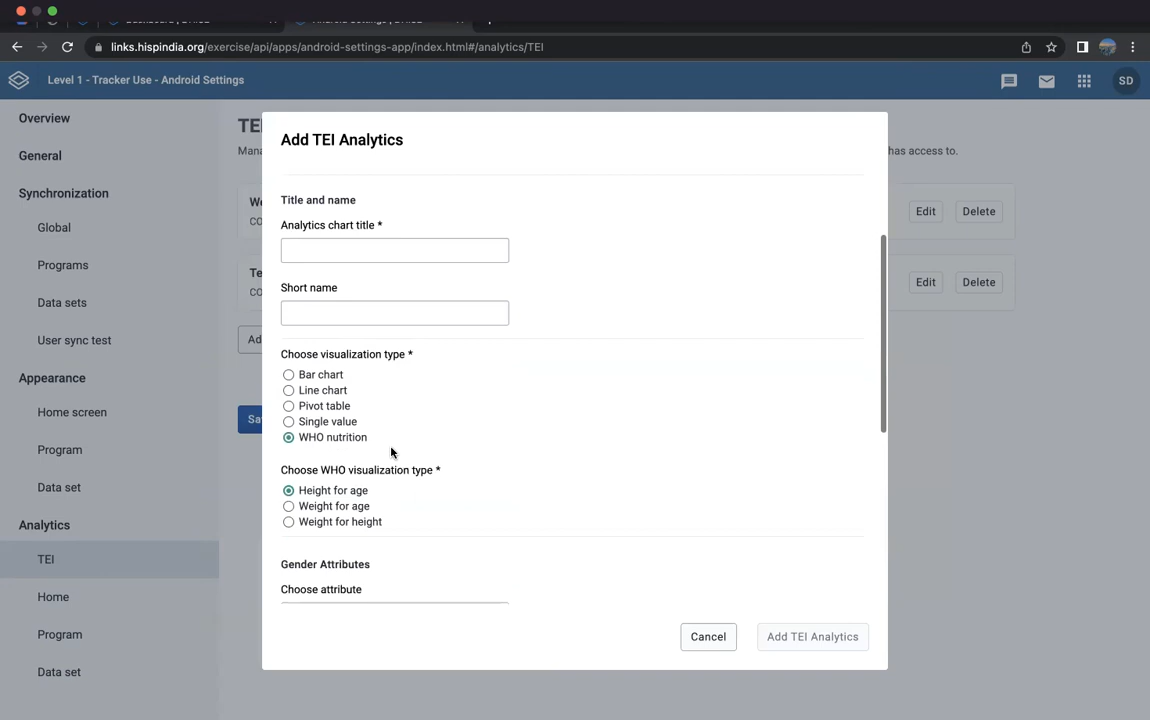 links.hispindia.org/exercise/api/apps/android-settings-app/index.html#/analytics/TEI
Level 1 - Tracker Use - Android Settings
SD
Overview
General
Synchronization
Global
Programs
Data sets
User sync test
Appearance
Home screen
Program
Data set
Analytics
TEI
Home
Program
Data set
TEI
has access to.
Edit
Delete
Edit
Delete
Add TEI Analytics
Title and name
Analytics chart title *
Short name
Choose visualization type *
Bar chart
Line chart
Pivot table
Single value
WHO nutrition
Choose WHO visualization type *
Height for age
Weight for age
Weight for height
Gender Attributes
Choose attribute
Cancel
Add TEI Analytics